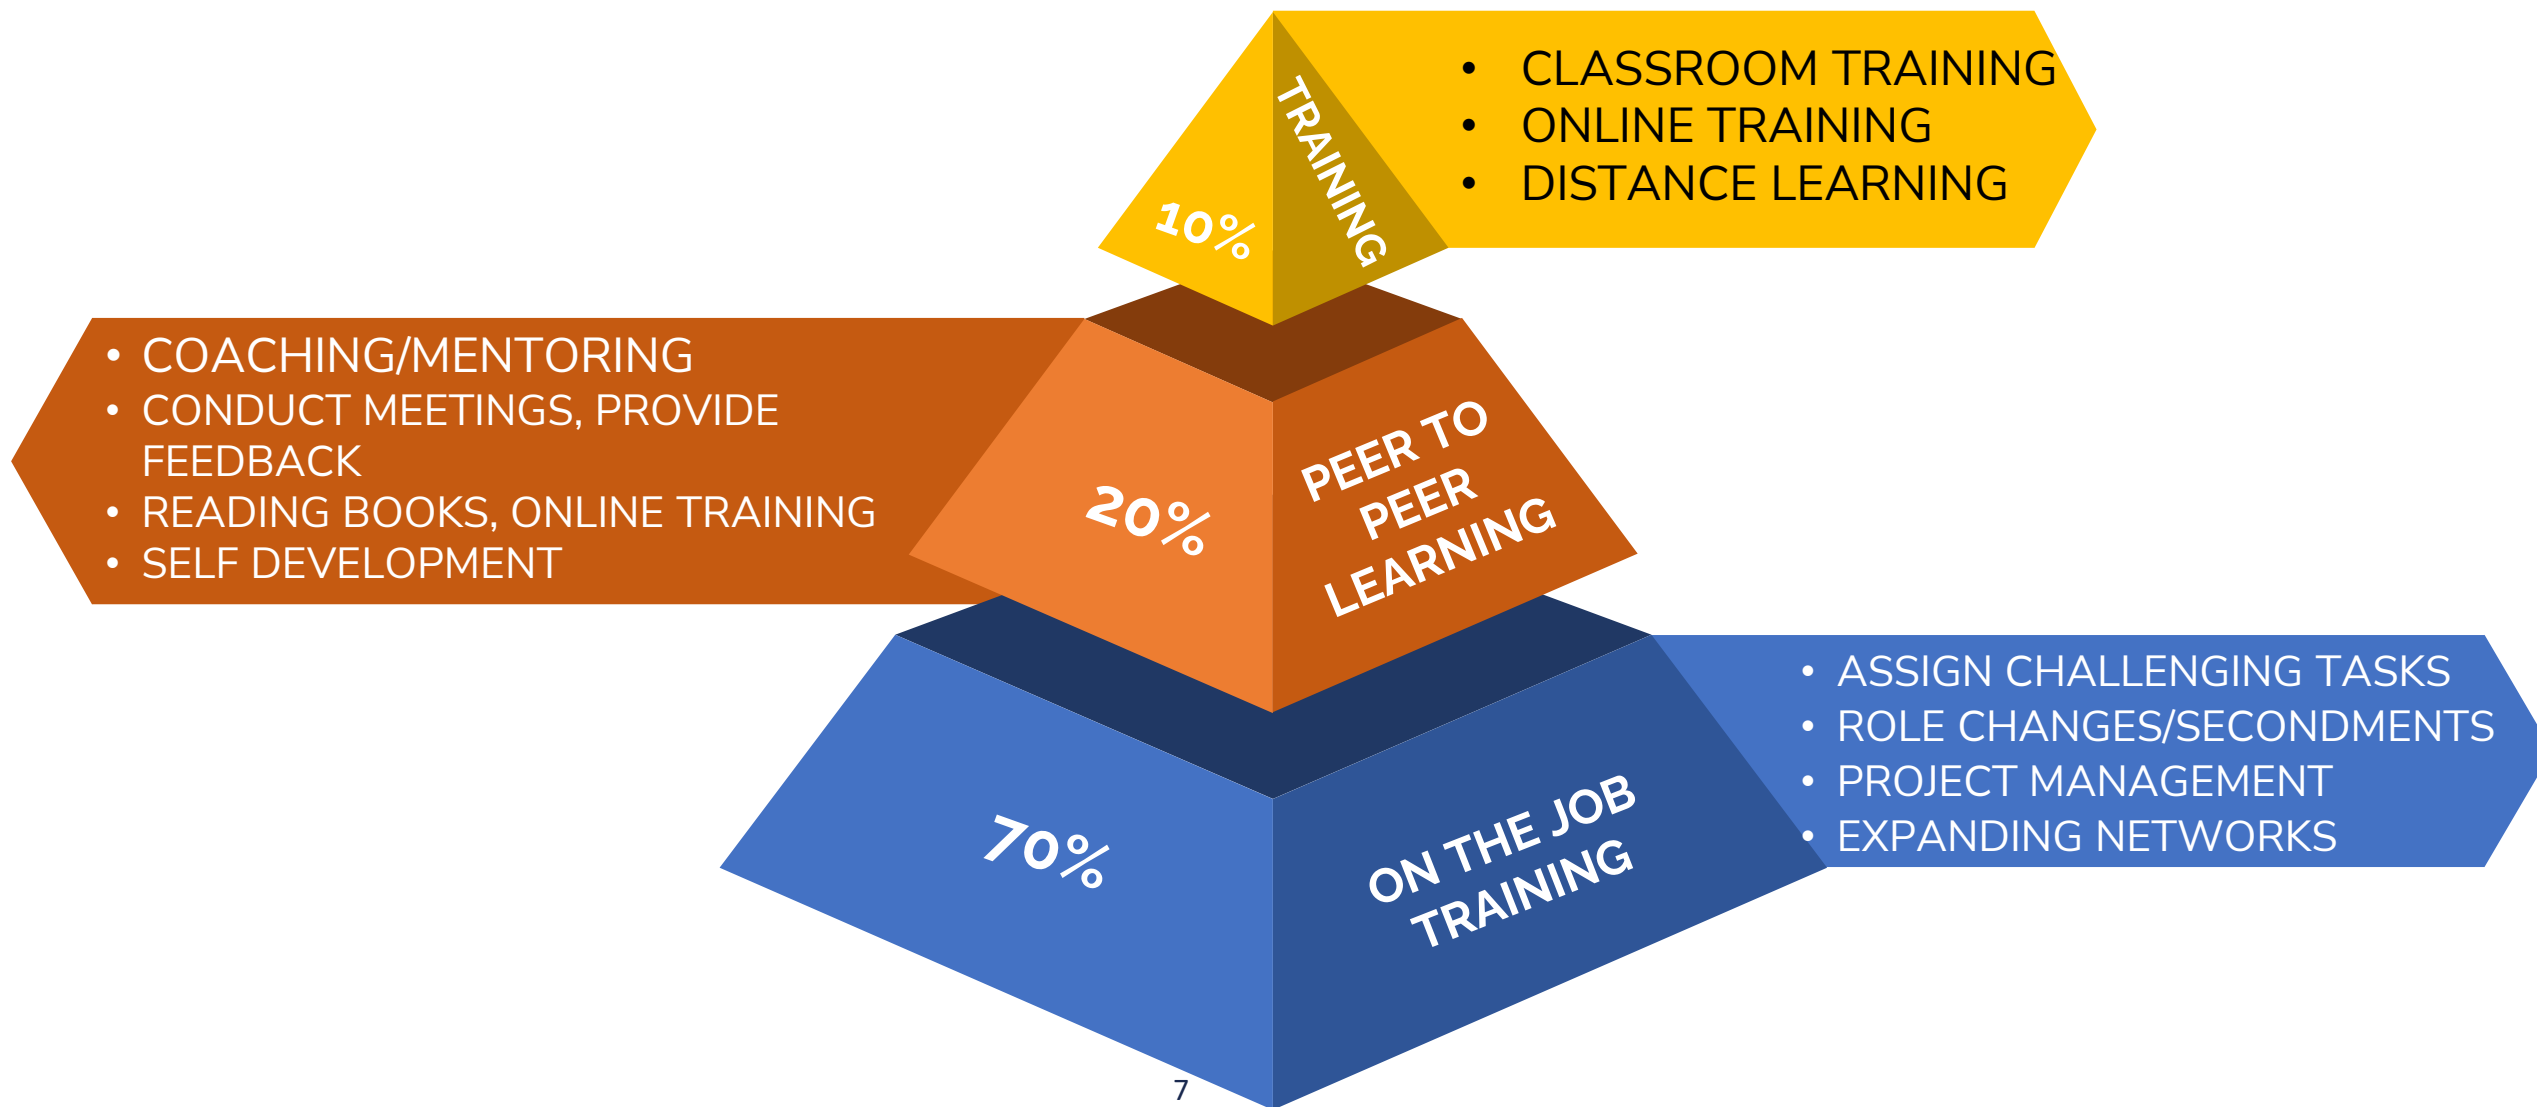 • CLASSROOM TRAINING
• ONLINE TRAINING
• DISTANCE LEARNING
TRAINING
10%
• COACHING/MENTORING
• CONDUCT MEETINGS, PROVIDE
FEEDBACK
• READING BOOKS, ONLINE TRAINING
• SELF DEVELOPMENT
20%
PEER TO
PEER
LEARNING
• ASSIGN CHALLENGING TASKS
• ROLE CHANGES/SECONDMENTS
• PROJECT MANAGEMENT
• EXPANDING NETWORKS
70%
ON THE JOB
TRAINING
7